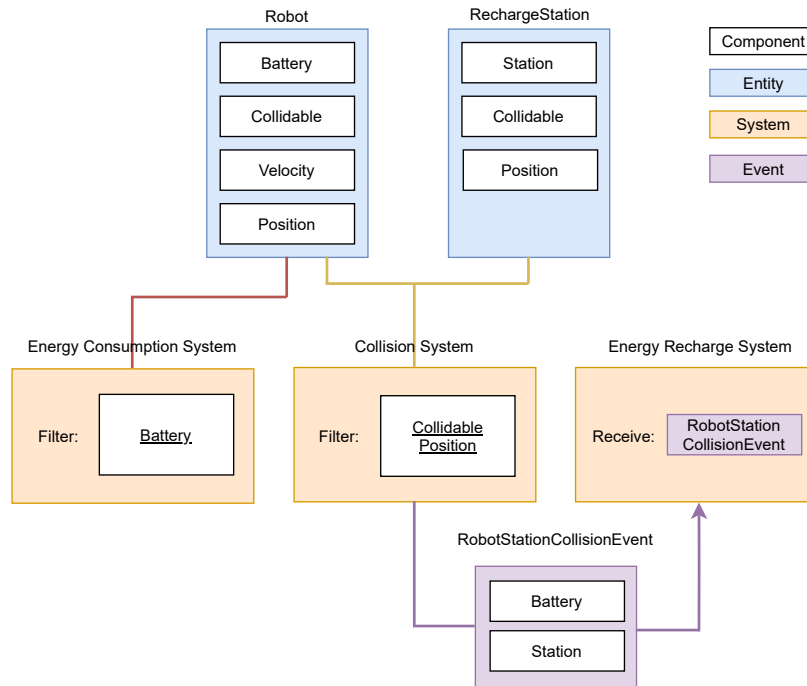 Robot
RechargeStation
Battery
Collidable
Velocity
Position
Station
Collidable
Position
Component
Entity
System
Event
Energy Consumption System
Filter:
Battery
Collision System
Filter:
Collidable
Position
Energy Recharge System
Receive:
RobotStation
CollisionEvent
RobotStationCollisionEvent
Battery
Station